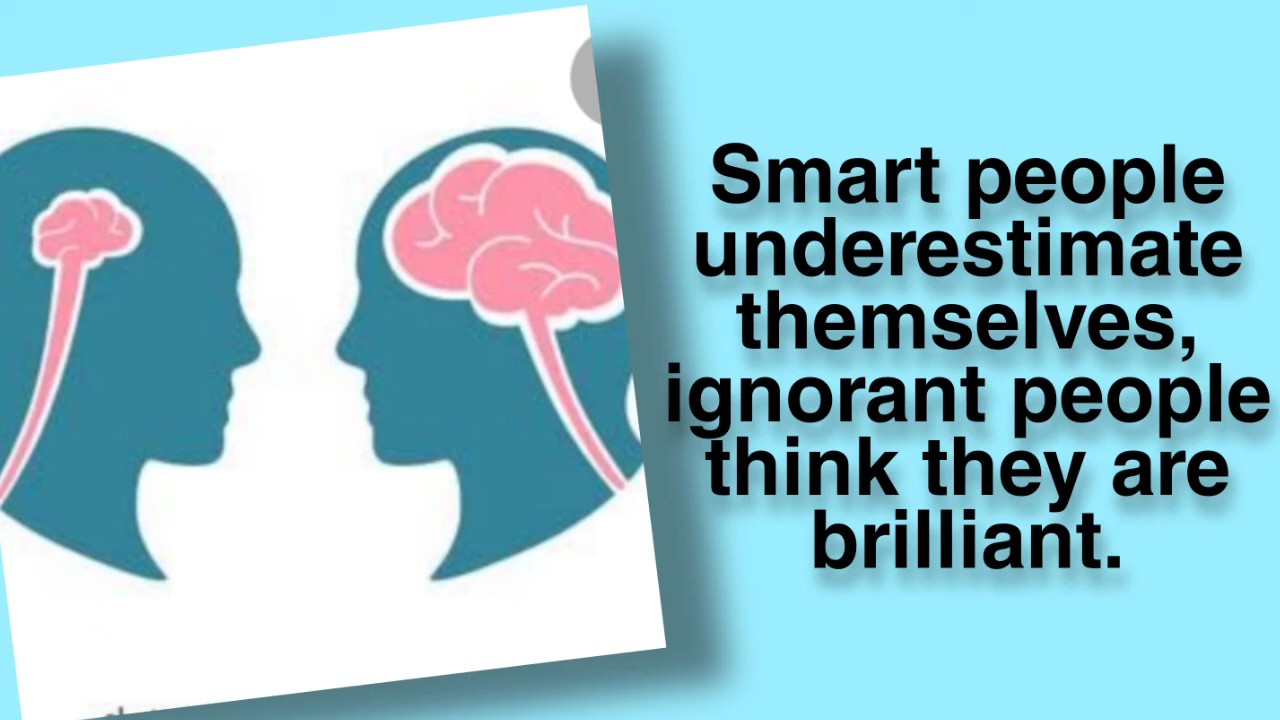 Smart people
underestimate
themselves,
ignorant people
think they are
brilliant.